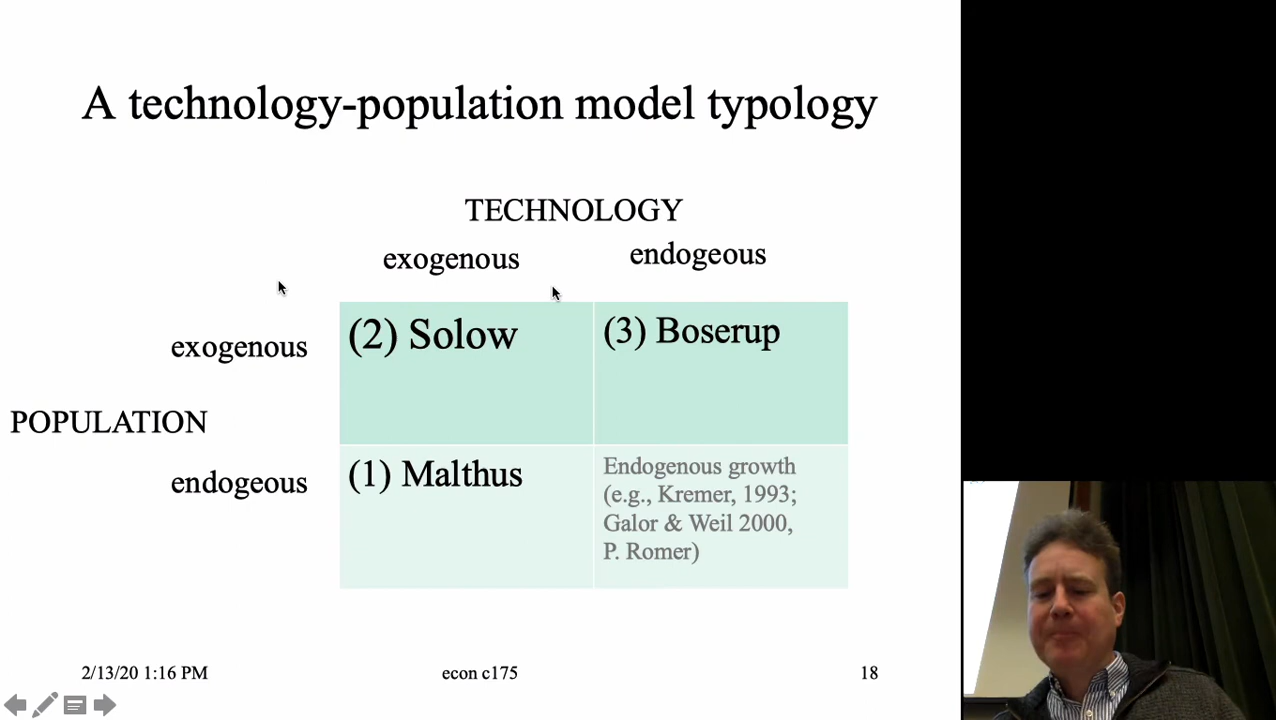 A technology-population model typology
TECHNOLOGY
exogenous
endogeous
exogenous
(2) Solow
(3) Boserup
POPULATION
endogeous
(1) Malthus
Endogenous growth
(e.g., Kremer, 1993;
Galor & Weil 2000,
P. Romer)
2/13/20 1:16 PM
econ c175
18